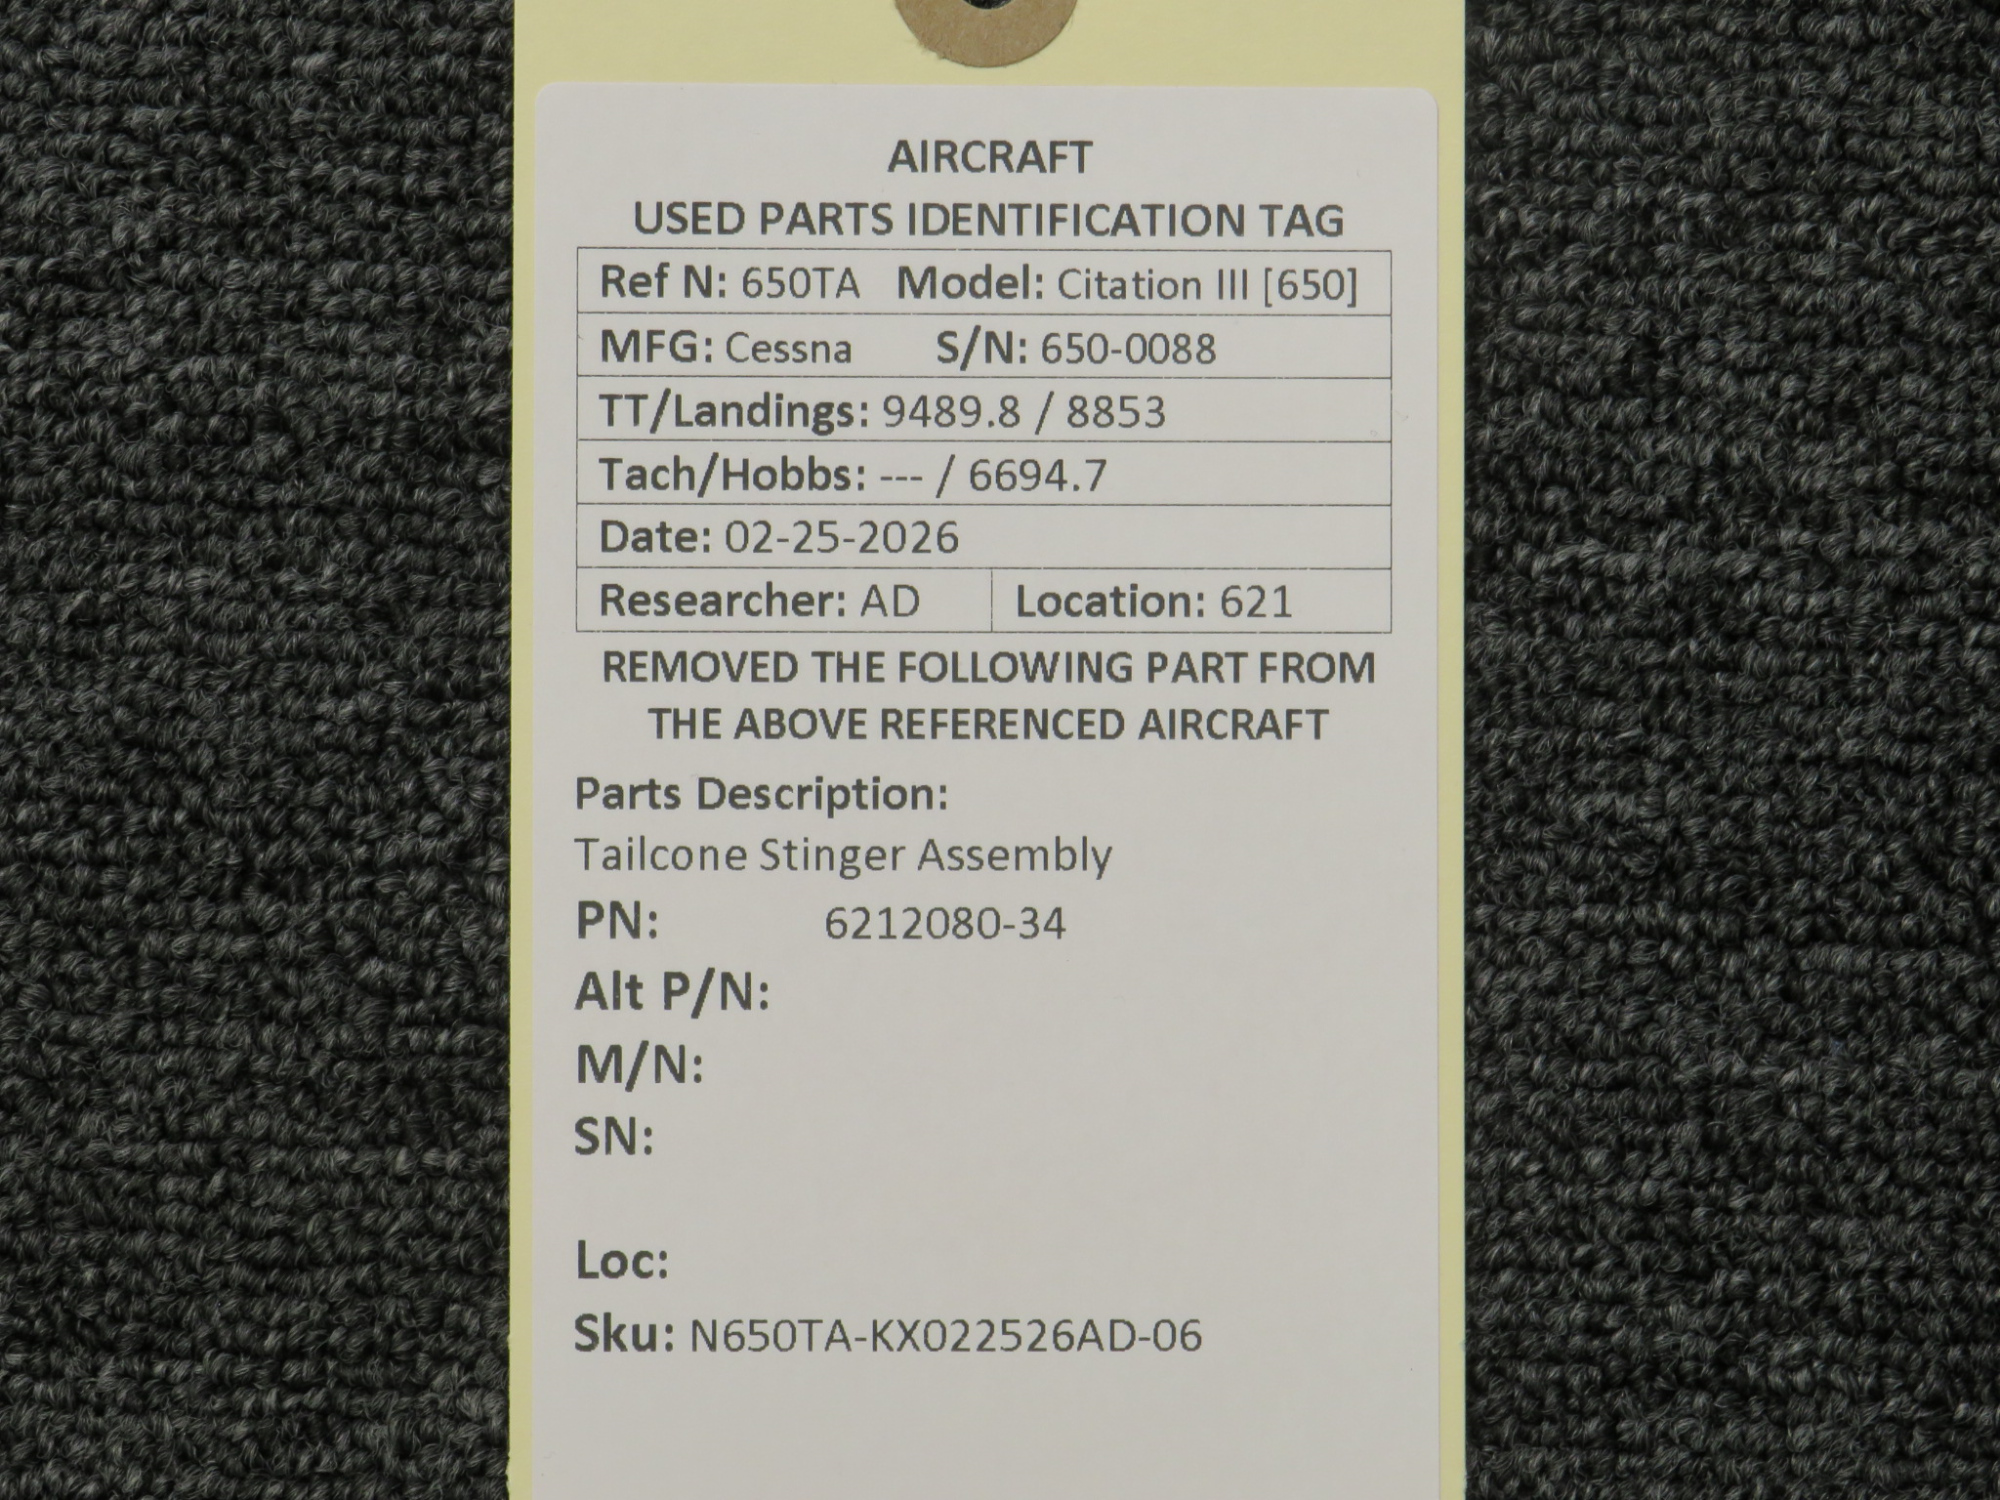 AIRCRAFT
USED PARTS IDENTIFICATION TAG
Ref N: 650TA Model: Citation III [650]
MFG: Cessna S/N: 650-0088
TT/Landings: 9489.8 / 8853
Tach/Hobbs: --- / 6694.7
Date: 02-25-2026
Researcher: AD Location: 621
REMOVED THE FOLLOWING PART FROM
THE ABOVE REFERENCED AIRCRAFT
Parts Description:
Tailcone Stinger Assembly
PN: 6212080-34
Alt P/N:
M/N:
SN:
Loc:
Sku: N650TA-KX022526AD-06